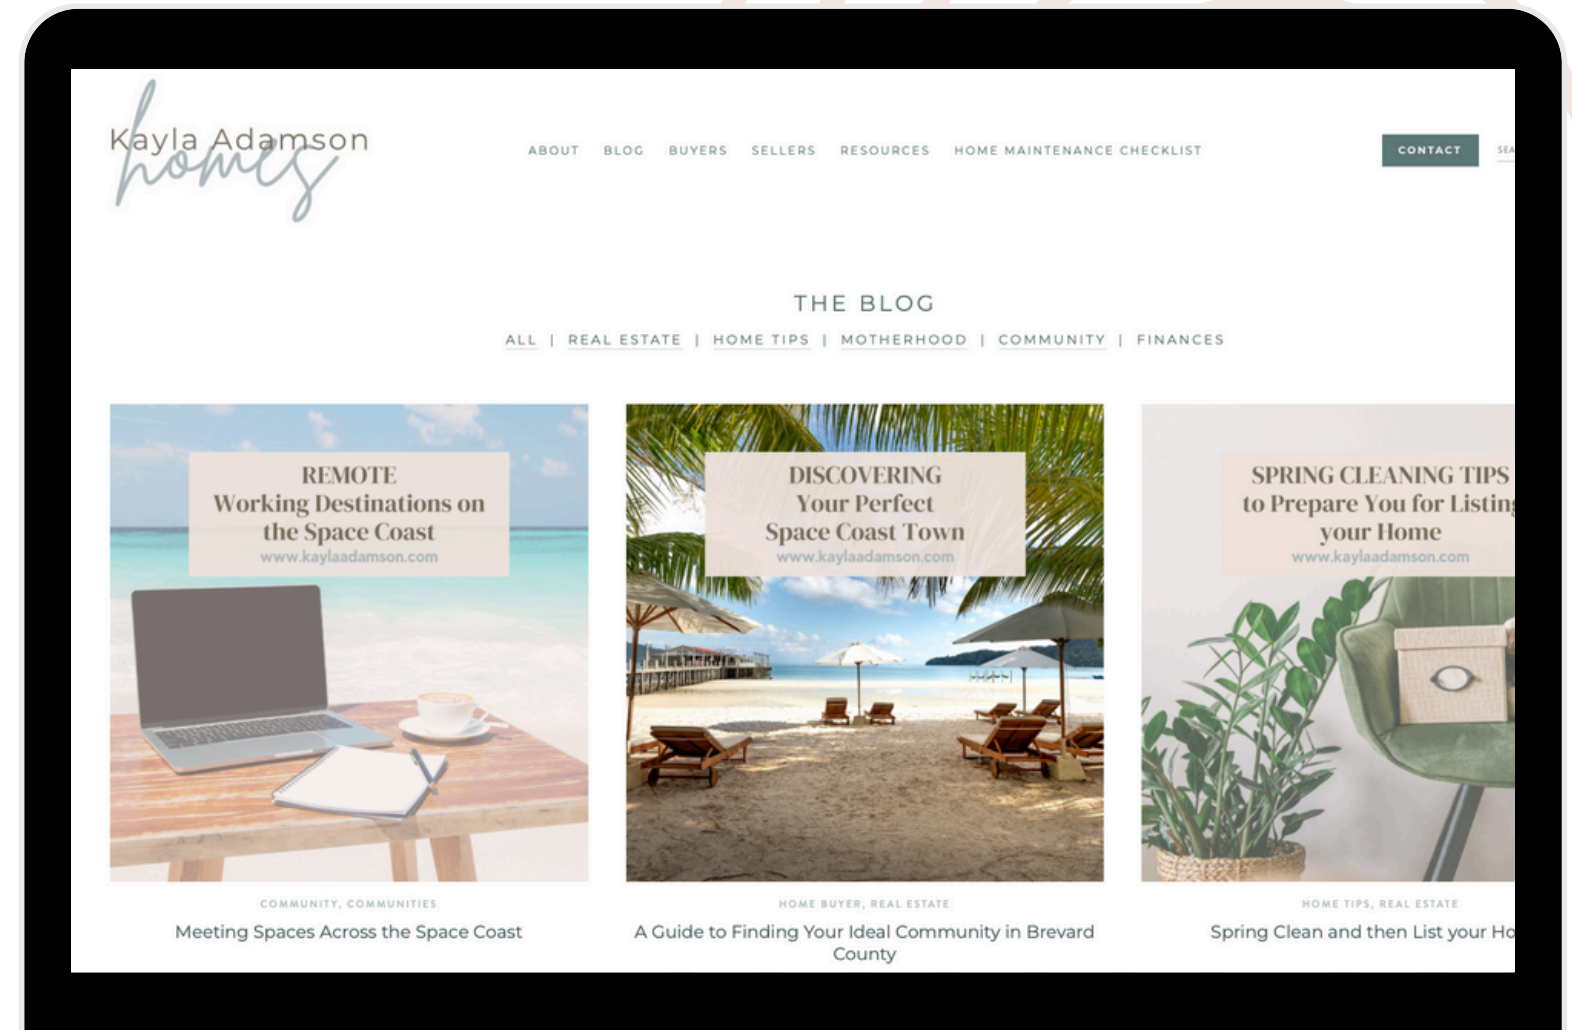 Kayla Adamson
homes
ABOUT BLOG BUYERS SELLERS RESOURCES HOME MAINTENANCE CHECKLIST
CONTACT
THE BLOG
ALL | REAL ESTATE | HOME TIPS | MOTHERHOOD | COMMUNITY | FINANCES
REMOTE
Working Destinations on
the Space Coast
www.kaylaadamson.com
COMMUNITY, COMMUNITIES
Meeting Spaces Across the Space Coast
DISCOVERING
Your Perfect
Space Coast Town
www.kaylaadamson.com
HOME BUYER, REAL ESTATE
A Guide to Finding Your Ideal Community in Brevard
County
SPRING CLEANING TIPS
to Prepare You for Listing
your Home
www.kaylaadamson.com
HOME TIPS, REAL ESTATE
Spring Clean and then List your